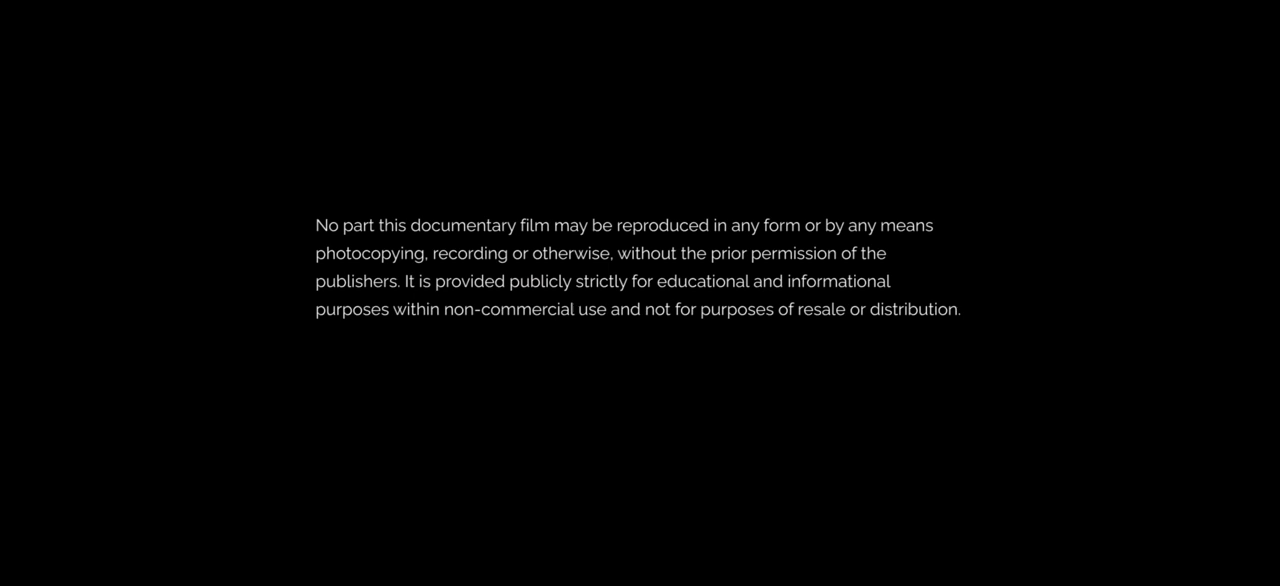 No part this documentary film may be reproduced in any form or by any means
photocopying, recording or otherwise, without the prior permission of the
publishers. It is provided publicly strictly for educational and informational
purposes within non-commercial use and not for purposes of resale or distribution.